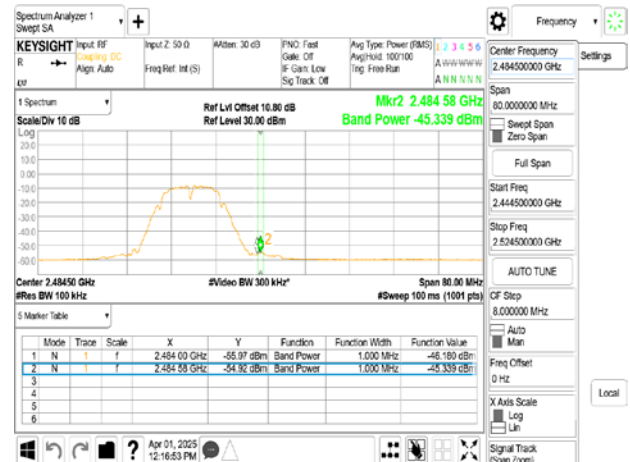 Spectrum Analyzer 1
Swept SA
Frequency
KEYSIGHT
R
Input: RF
Coupling: DC
Align: Auto
Input Z: 50 Ω
Freq Ref: Int (S)
#Atten: 30 dB
PNO: Fast
Gate: Off
IF Gain: Low
Sig Track: Off
Avg Type: Power (RMS)
Avg|Hold: 100/100
Trig: Free Run
1 2 3 4 5 6
A W W W W W
A N N N N N
Center Frequency
2.484500000 GHz
Settings
Span
80.0000000 MHz
Swept Span
Zero Span
Full Span
Start Freq
2.444500000 GHz
Stop Freq
2.524500000 GHz
AUTO TUNE
CF Step
8.000000 MHz
Auto
Man
Freq Offset
0 Hz
X Axis Scale
Log
Lin
Signal Track
(Span Zoom)
Local
1 Spectrum
Scale/Div 10 dB
Ref Lvl Offset 10.80 dB
Ref Level 30.00 dBm
Mkr2 2.484 58 GHz
Band Power -45.339 dBm
Log
20.0
10.0
0.00
-10.0
-20.0
-30.0
-40.0
-50.0
-60.0
2
Center 2.48450 GHz
#Res BW 100 kHz
#Video BW 300 kHz*
Span 80.00 MHz
#Sweep 100 ms (1001 pts)
5 Marker Table
Mode Trace Scale X Y Function Function Width Function Value
1 N 1 f 2.484 00 GHz -55.97 dBm Band Power 1.000 MHz -46.180 dBm
2 N 1 f 2.484 58 GHz -54.92 dBm Band Power 1.000 MHz -45.339 dBm
3
4
5
6
?
Apr 01, 2025
12:16:53 PM